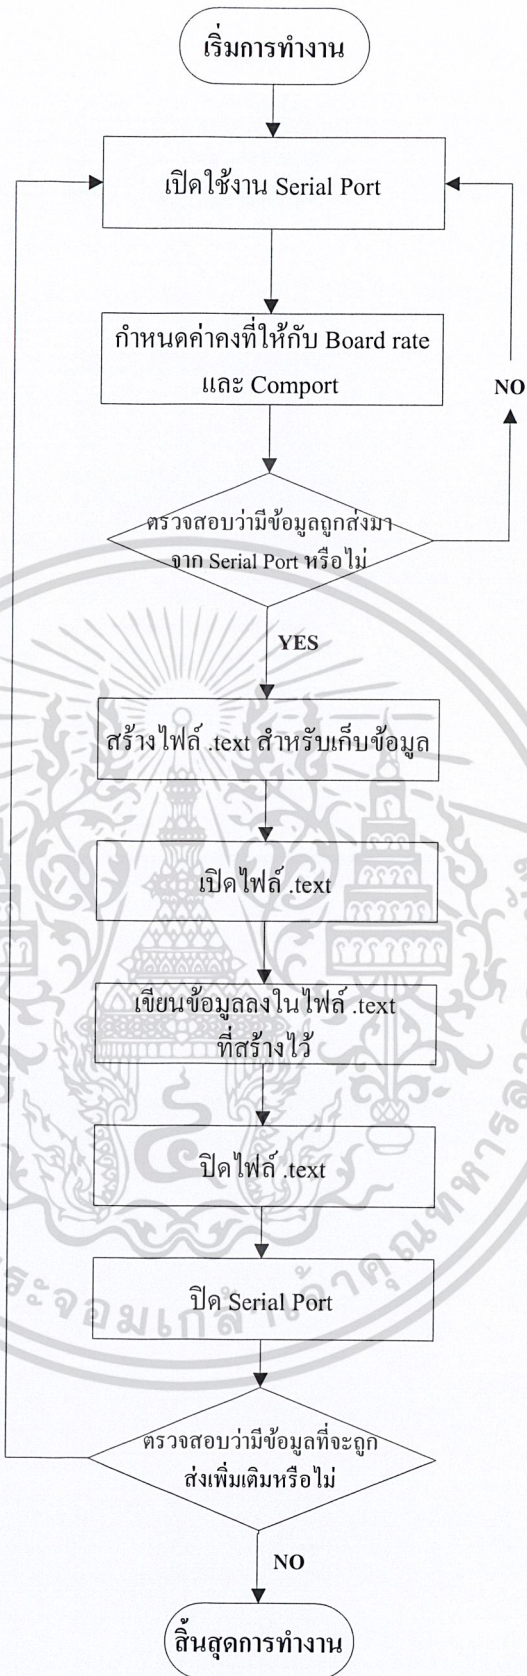 เริ่มการทำงาน
เปิดใช้งาน Serial Port
กำหนดค่าคงที่ให้กับ Board rate
และ Comport
NO
ตรวจสอบว่ามีข้อมูลถูกส่งมา
จาก Serial Port หรือไม่
YES
สร้างไฟล์ .text สำหรับเก็บข้อมูล
เปิดไฟล์ .text
เขียนข้อมูลลงในไฟล์ .text
ที่สร้างไว้
ปิดไฟล์ .text
ปิด Serial Port
ตรวจสอบว่ามีข้อมูลที่จะถูก
ส่งเพิ่มเติมหรือไม่
NO
สิ้นสุดการทำงาน